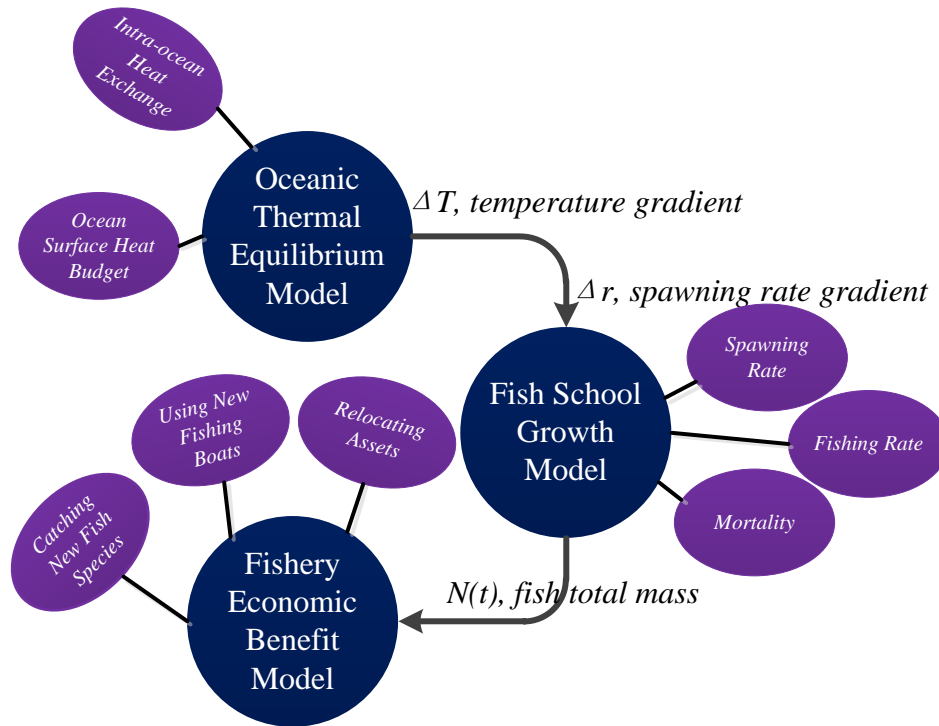 Intra-ocean
Heat
Exchange
Oceanic
Thermal
Equilibrium
Model
Ocean
Surface Heat
Budget
ΔT, temperature gradient
Δr, spawning rate gradient
Fish School
Growth
Model
Spawning
Rate
Fishing Rate
Mortality
N(t), fish total mass
Using New
Fishing
Boats
Relocating
Assets
Catching
New Fish
Species
Fishery
Economic
Benefit
Model